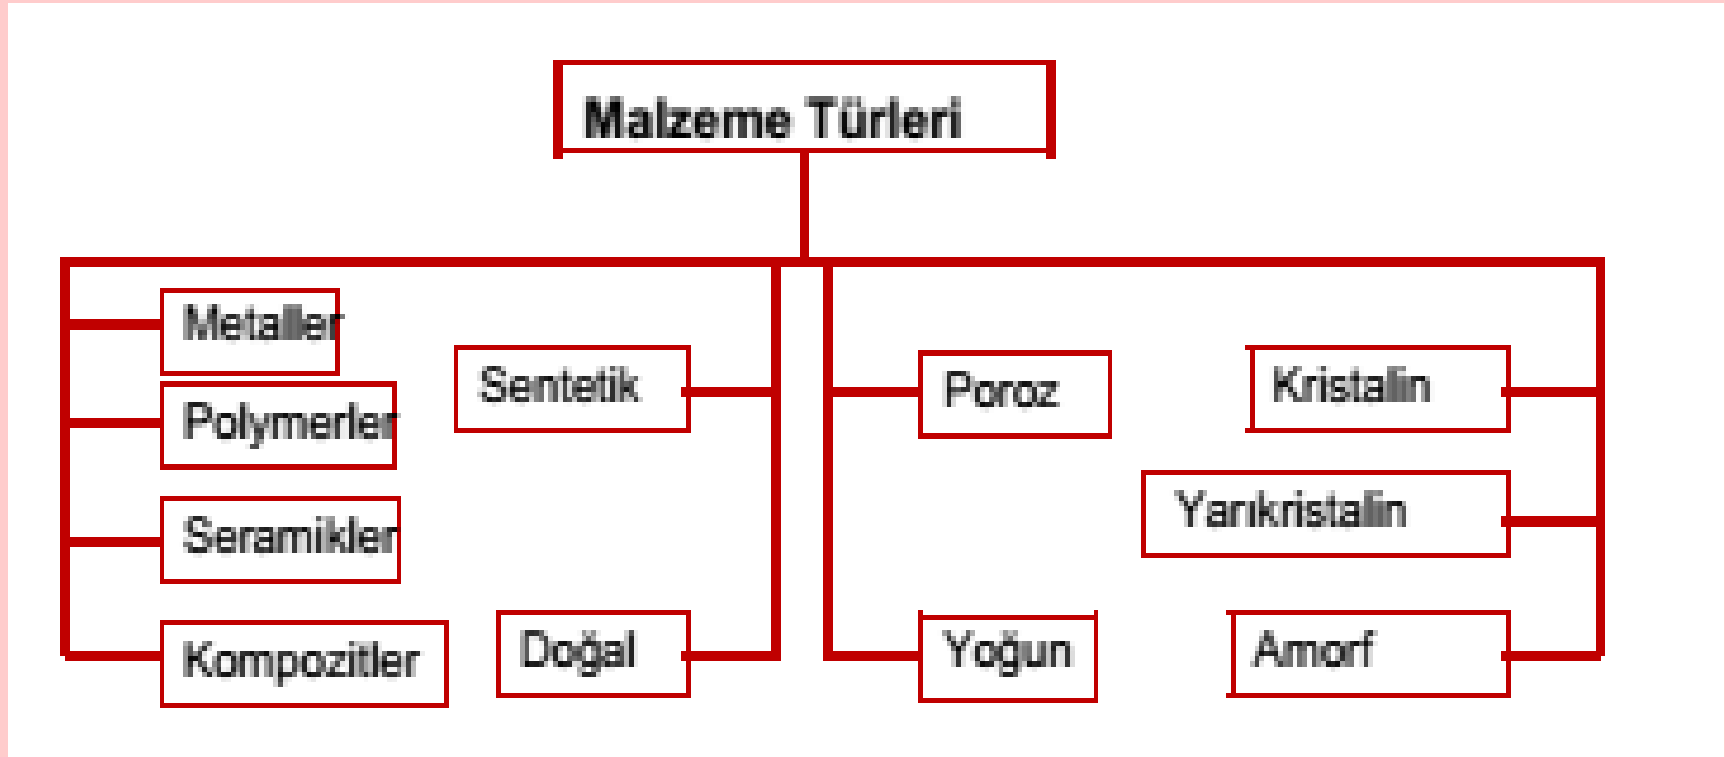 Malzeme Türleri
Metaller
Polymerler
Seramikler
Kompozitler
Sentetik
Doğal
Poroz
Yoğun
Kristalin
Yarıkristalin
Amorf